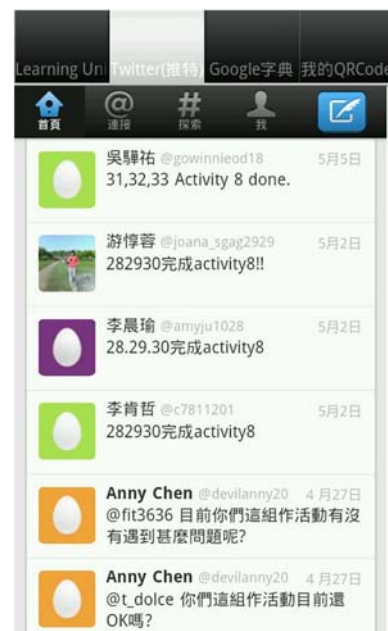 Learning Uni Twitter(推特) Google字典 我的QRCode
首頁 連接 探索 我
吳驊祐 @gowinnieod18 5月5日
31,32,33 Activity 8 done.
游惇蓉 @joana_sgag2929 5月2日
282930完成activity8!!
李晨瑜 @amyju1028 5月2日
28.29.30完成activity8
李肯哲 @c7811201 5月2日
282930完成activity8
Anny Chen @devilanny20 4月27日
@fit3636 目前你們這組作活動有沒
有遇到甚麼問題呢?
Anny Chen @devilanny20 4月27日
@t_dolce 你們這組作活動目前還
OK嗎?